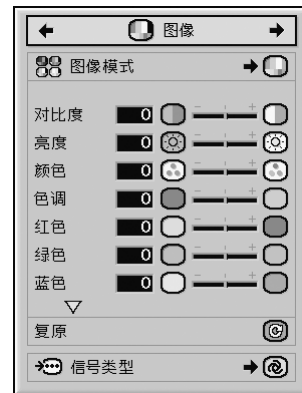 图像
图像模式
对比度 0
亮度 0
颜色 0
色调 0
红色 0
绿色 0
蓝色 0
复原
信号类型